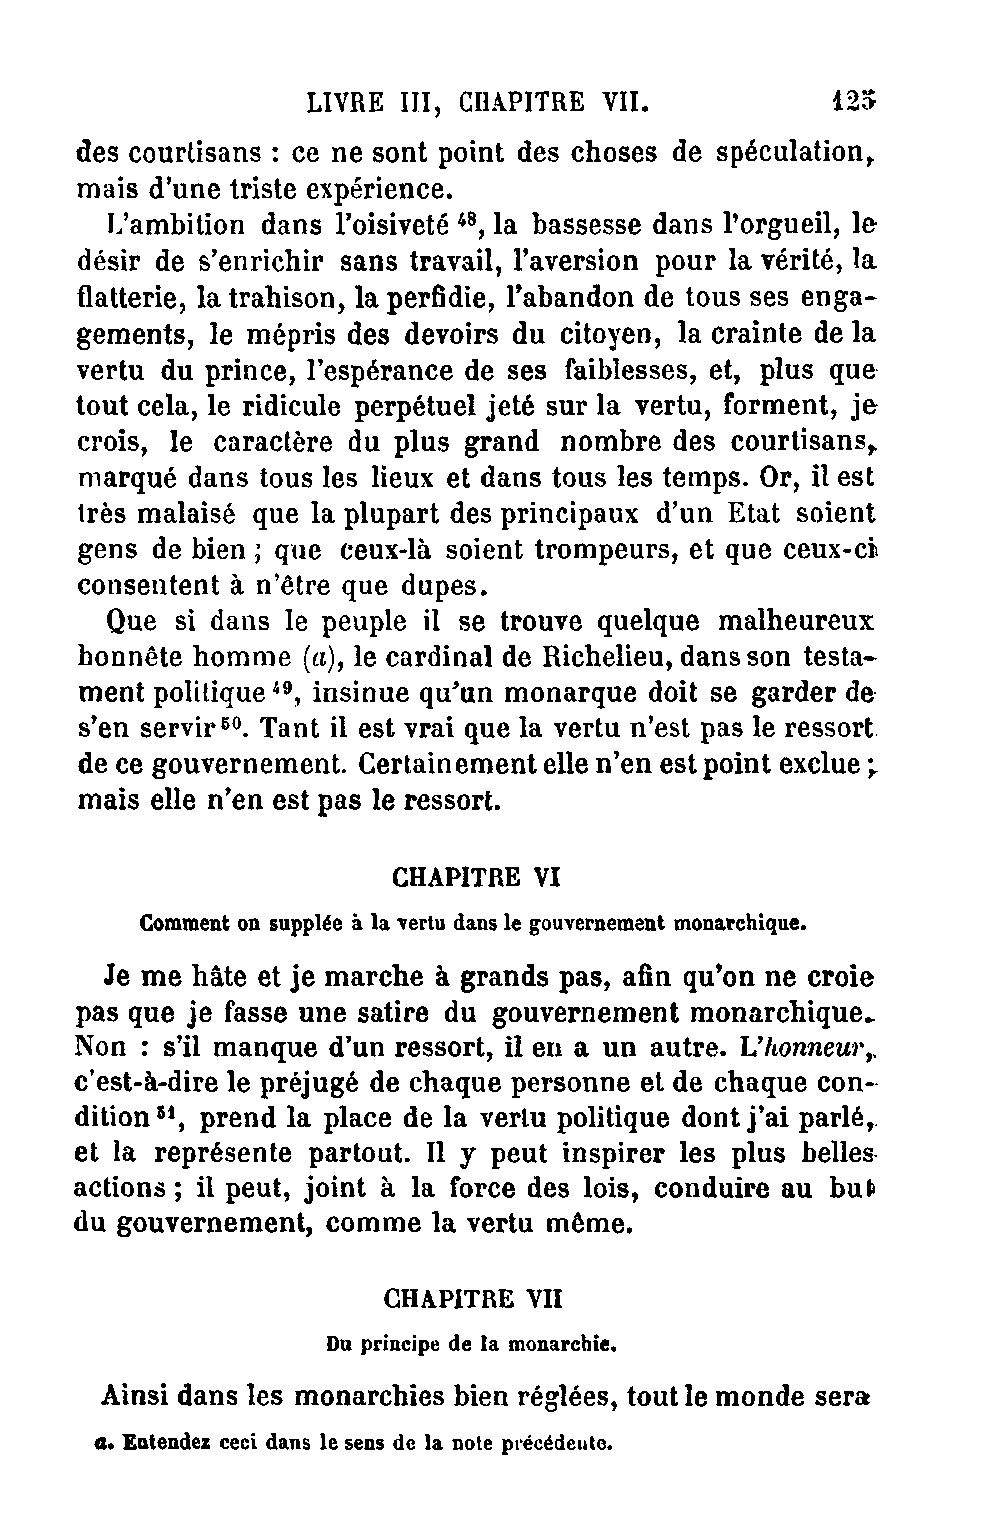 LIVRE III, CHAPITRE VII. 125
des courtisans : ce ne sont point des choses de spéculation,
mais d'une triste expérience.
L'ambition dans l'oisiveté ⁴⁸, la bassesse dans l'orgueil, le
désir de s'enrichir sans travail, l'aversion pour la vérité, la
flatterie, la trahison, la perfidie, l'abandon de tous ses enga-
gements, le mépris des devoirs du citoyen, la crainte de la
vertu du prince, l'espérance de ses faiblesses, et, plus que
tout cela, le ridicule perpétuel jeté sur la vertu, forment, je
crois, le caractère du plus grand nombre des courtisans,
marqué dans tous les lieux et dans tous les temps. Or, il est
très malaisé que la plupart des principaux d'un Etat soient
gens de bien ; que ceux-là soient trompeurs, et que ceux-ci
consentent à n'être que dupes.
Que si dans le peuple il se trouve quelque malheureux
honnête homme (a), le cardinal de Richelieu, dans son testa-
ment politique ⁴⁹, insinue qu'un monarque doit se garder de
s'en servir ⁵⁰. Tant il est vrai que la vertu n'est pas le ressort
de ce gouvernement. Certainement elle n'en est point exclue ;
mais elle n'en est pas le ressort.
CHAPITRE VI
Comment on supplée à la vertu dans le gouvernement monarchique.
Je me hâte et je marche à grands pas, afin qu'on ne croie
pas que je fasse une satire du gouvernement monarchique.
Non : s'il manque d'un ressort, il en a un autre. L'honneur,
c'est-à-dire le préjugé de chaque personne et de chaque con-
dition ⁵¹, prend la place de la vertu politique dont j'ai parlé,
et la représente partout. Il y peut inspirer les plus belles
actions ; il peut, joint à la force des lois, conduire au but
du gouvernement, comme la vertu même.
CHAPITRE VII
Du principe de la monarchie.
Ainsi dans les monarchies bien réglées, tout le monde sera
a. Entendez ceci dans le sens de la note précédente.